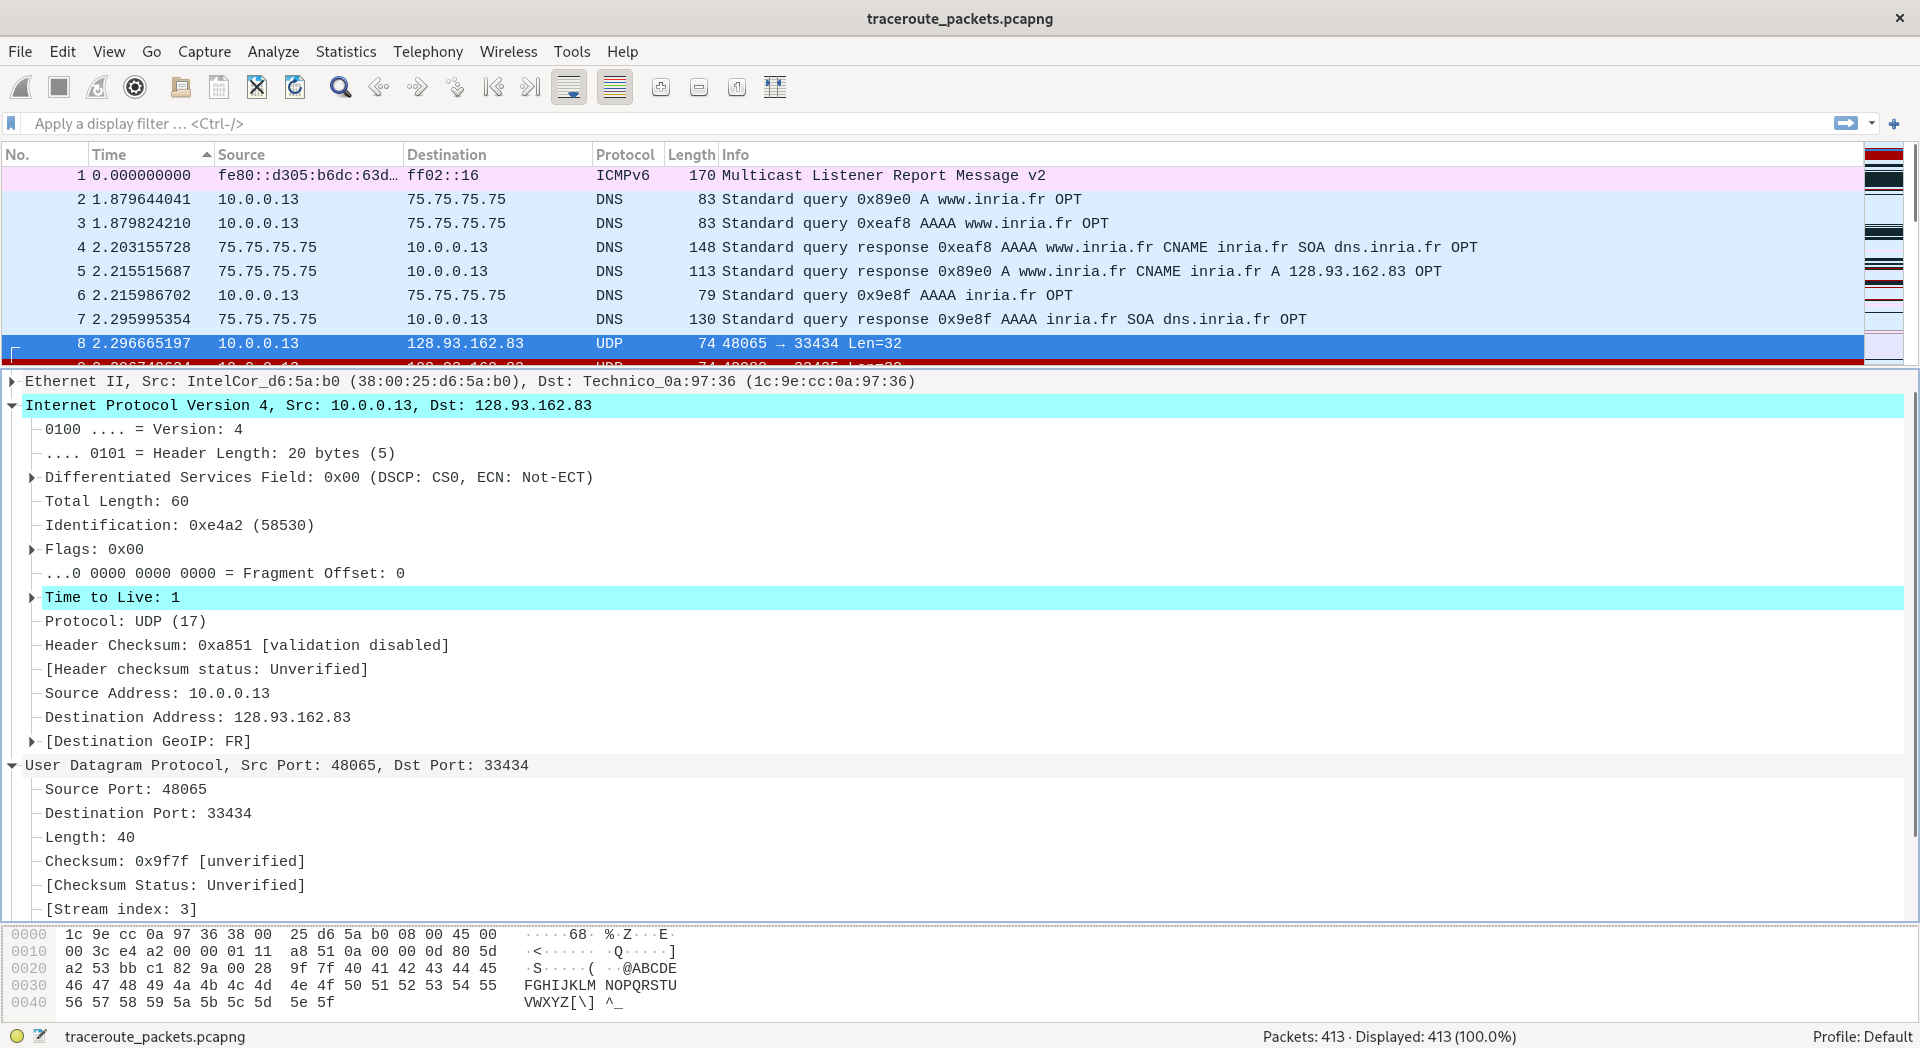 traceroute_packets.pcapng
File Edit View Go Capture Analyze Statistics Telephony Wireless Tools Help
Apply a display filter … <Ctrl-/>
No. Time Source Destination Protocol Length Info
1 0.000000000 fe80::d305:b6dc:63d… ff02::16 ICMPv6 170 Multicast Listener Report Message v2
2 1.879644041 10.0.0.13 75.75.75.75 DNS 83 Standard query 0x89e0 A www.inria.fr OPT
3 1.879824210 10.0.0.13 75.75.75.75 DNS 83 Standard query 0xeaf8 AAAA www.inria.fr OPT
4 2.203155728 75.75.75.75 10.0.0.13 DNS 148 Standard query response 0xeaf8 AAAA www.inria.fr CNAME inria.fr SOA dns.inria.fr OPT
5 2.215515687 75.75.75.75 10.0.0.13 DNS 113 Standard query response 0x89e0 A www.inria.fr CNAME inria.fr A 128.93.162.83 OPT
6 2.215986702 10.0.0.13 75.75.75.75 DNS 79 Standard query 0x9e8f AAAA inria.fr OPT
7 2.295995354 75.75.75.75 10.0.0.13 DNS 130 Standard query response 0x9e8f AAAA inria.fr SOA dns.inria.fr OPT
8 2.296665197 10.0.0.13 128.93.162.83 UDP 74 48065 → 33434 Len=32
Ethernet II, Src: IntelCor_d6:5a:b0 (38:00:25:d6:5a:b0), Dst: Technico_0a:97:36 (1c:9e:cc:0a:97:36)
Internet Protocol Version 4, Src: 10.0.0.13, Dst: 128.93.162.83
0100 .... = Version: 4
.... 0101 = Header Length: 20 bytes (5)
Differentiated Services Field: 0x00 (DSCP: CS0, ECN: Not-ECT)
Total Length: 60
Identification: 0xe4a2 (58530)
Flags: 0x00
...0 0000 0000 0000 = Fragment Offset: 0
Time to Live: 1
Protocol: UDP (17)
Header Checksum: 0xa851 [validation disabled]
[Header checksum status: Unverified]
Source Address: 10.0.0.13
Destination Address: 128.93.162.83
[Destination GeoIP: FR]
User Datagram Protocol, Src Port: 48065, Dst Port: 33434
Source Port: 48065
Destination Port: 33434
Length: 40
Checksum: 0x9f7f [unverified]
[Checksum Status: Unverified]
[Stream index: 3]
0000 1c 9e cc 0a 97 36 38 00 25 d6 5a b0 08 00 45 00 ·····68· %·Z···E·
0010 00 3c e4 a2 00 00 01 11 a8 51 0a 00 00 0d 80 5d ·<······ ·Q·····]
0020 a2 53 bb c1 82 9a 00 28 9f 7f 40 41 42 43 44 45 ·S·····( ··@ABCDE
0030 46 47 48 49 4a 4b 4c 4d 4e 4f 50 51 52 53 54 55 FGHIJKLM NOPQRSTU
0040 56 57 58 59 5a 5b 5c 5d 5e 5f VWXYZ[\] ^_
traceroute_packets.pcapng Packets: 413 · Displayed: 413 (100.0%) Profile: Default